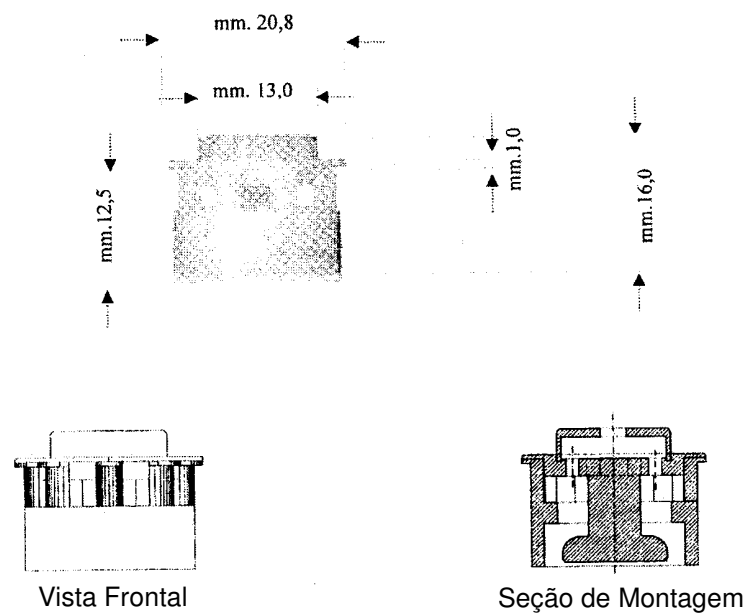 mm. 20,8
mm. 13,0
mm.1,0
mm.12,5
mm.16,0
Vista Frontal
Seção de Montagem